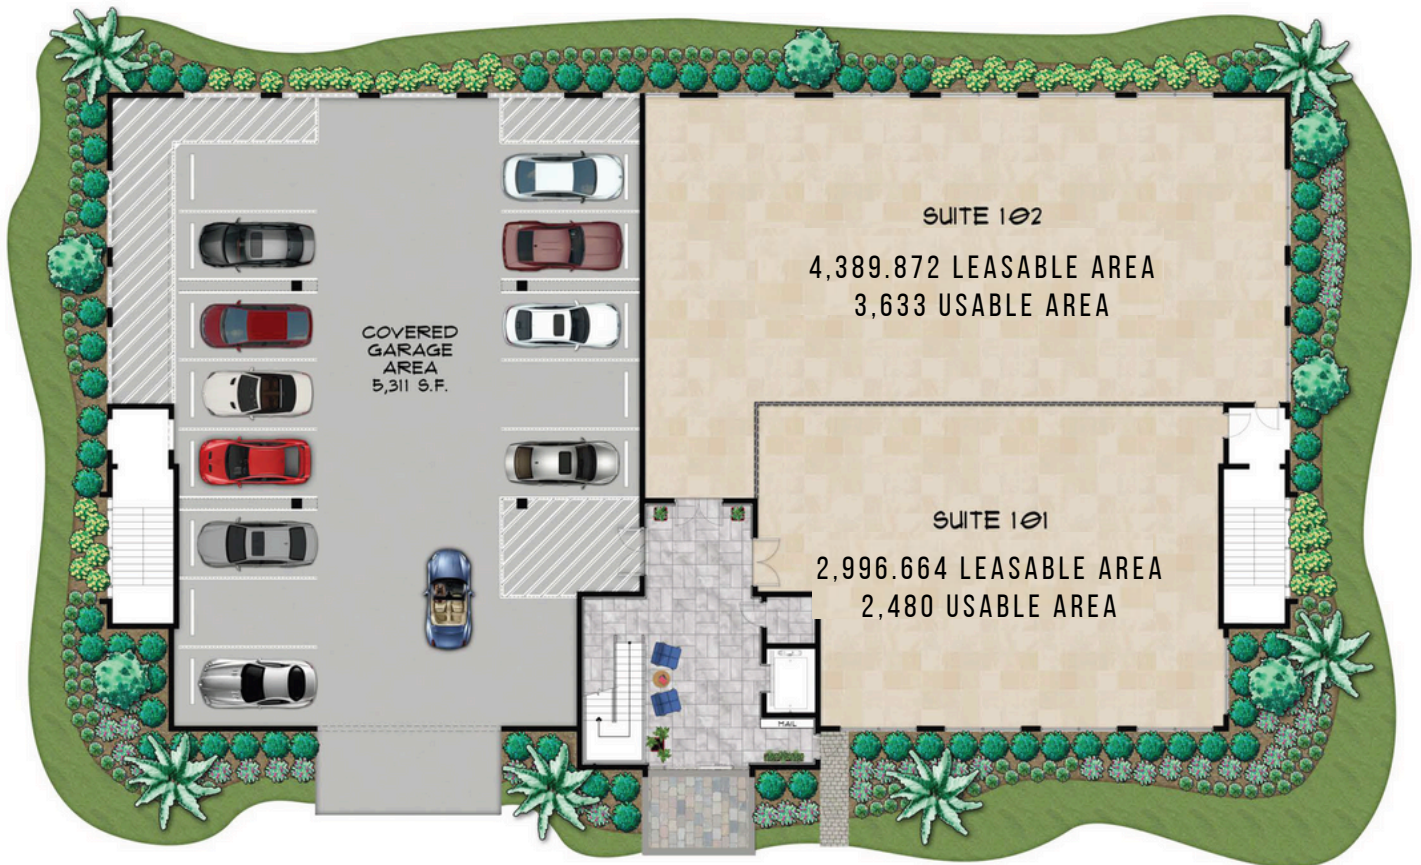 SUITE 102
4,389.872 LEASABLE AREA
3,633 USABLE AREA
COVERED
GARAGE
AREA
5,311 S.F.
SUITE 101
2,996.664 LEASABLE AREA
2,480 USABLE AREA
MAIL